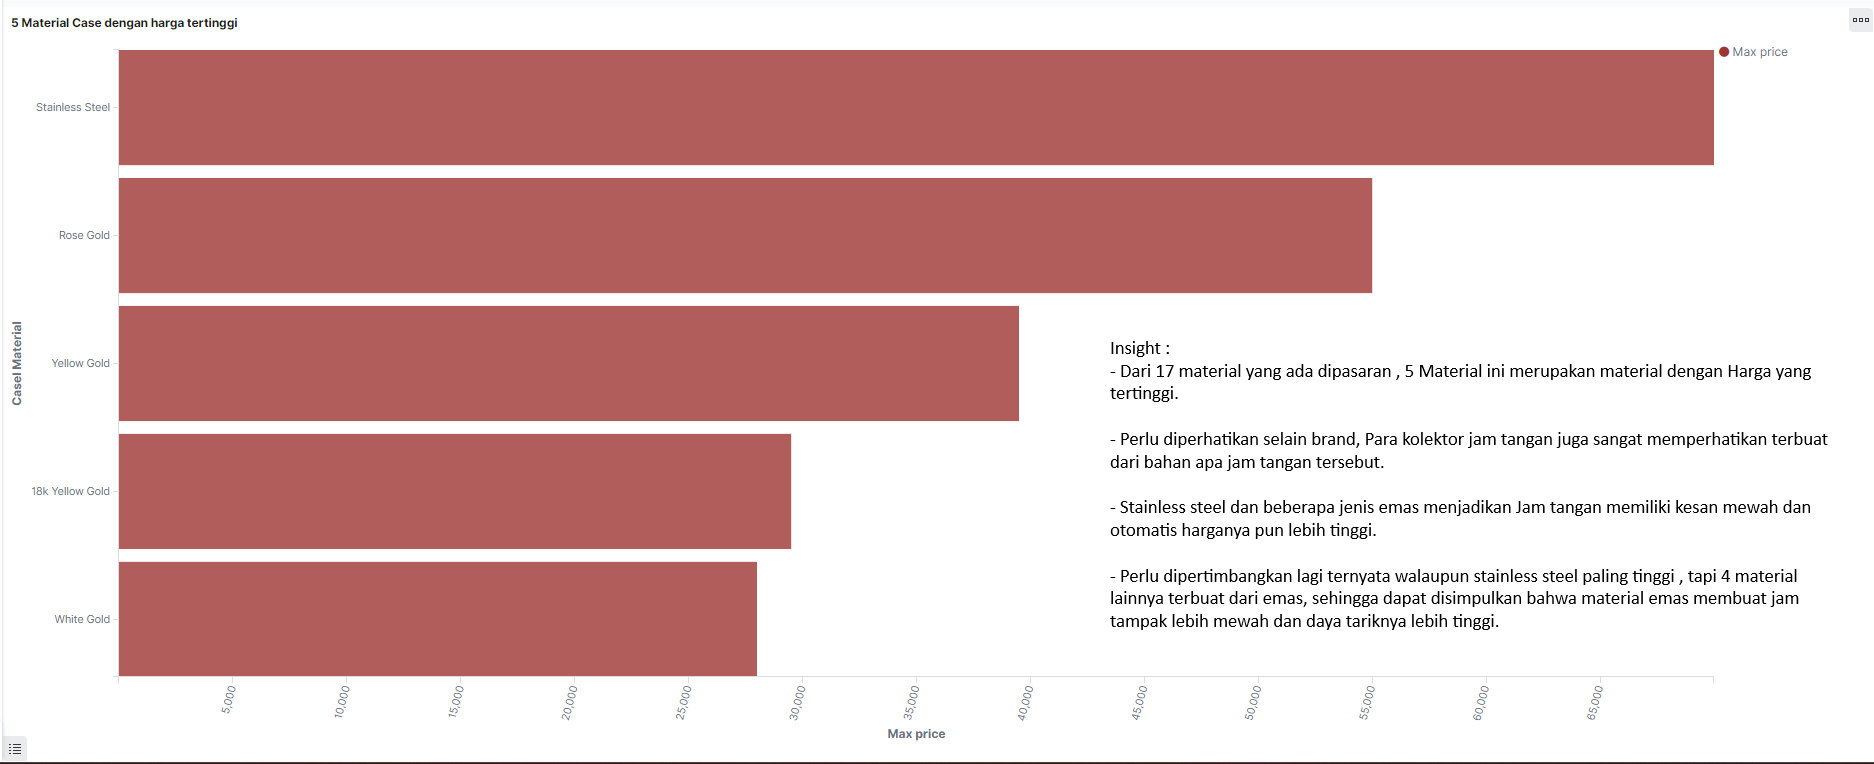 5 Material Case dengan harga tertinggi
Max price
Stainless Steel
Rose Gold
Yellow Gold
18k Yellow Gold
White Gold
Casel Material
Insight :
- Dari 17 material yang ada dipasaran , 5 Material ini merupakan material dengan Harga yang
tertinggi.
- Perlu diperhatikan selain brand, Para kolektor jam tangan juga sangat memperhatikan terbuat
dari bahan apa jam tangan tersebut.
- Stainless steel dan beberapa jenis emas menjadikan Jam tangan memiliki kesan mewah dan
otomatis harganya pun lebih tinggi.
- Perlu dipertimbangkan lagi ternyata walaupun stainless steel paling tinggi , tapi 4 material
lainnya terbuat dari emas, sehingga dapat disimpulkan bahwa material emas membuat jam
tampak lebih mewah dan daya tariknya lebih tinggi.
5,000
10,000
15,000
20,000
25,000
30,000
35,000
40,000
45,000
50,000
55,000
60,000
65,000
Max price